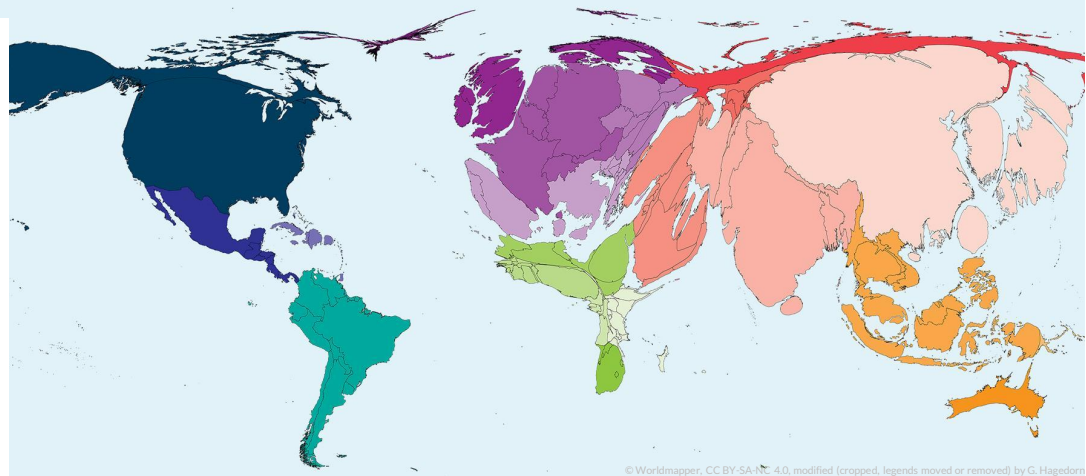 © Worldmapper, CC BY-SA-NC 4.0, modified (cropped, legends moved or removed) by G. Hagedorn